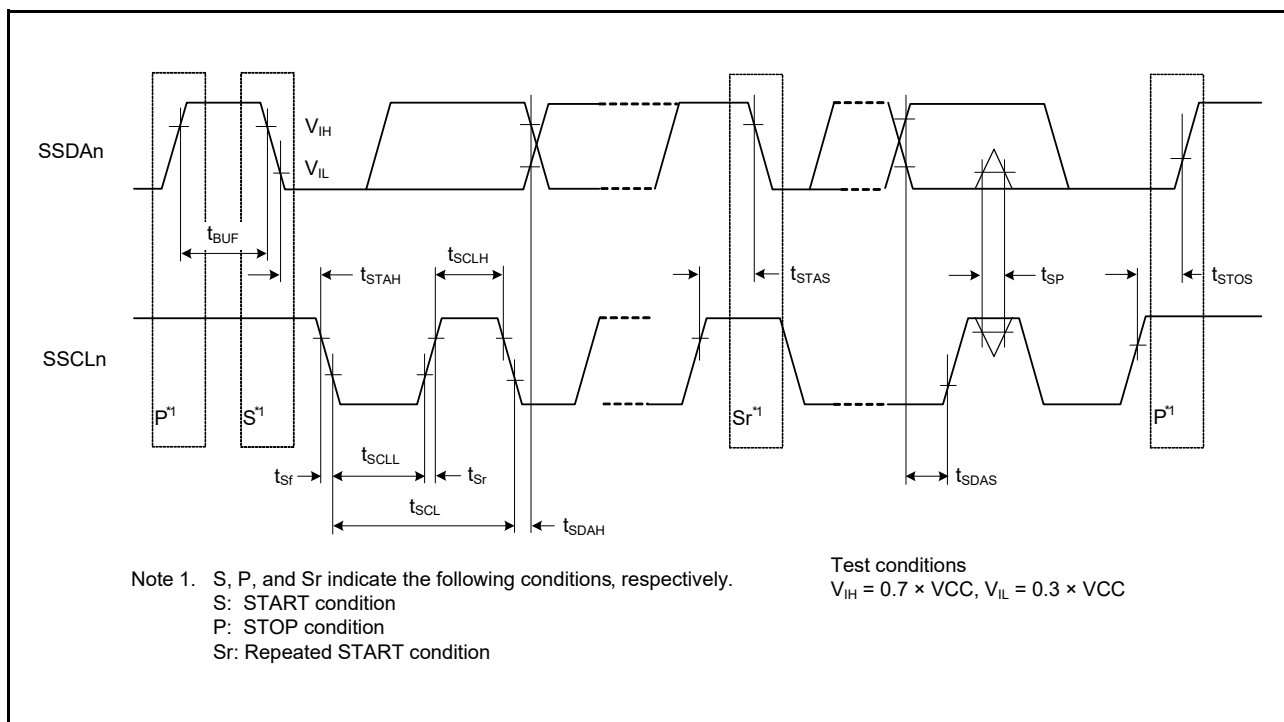 SSDAn
V_IH
V_IL
t_BUF
t_STAH
t_SCLH
t_STAS
t_SP
t_STOS
SSCLn
P*1
S*1
Sr*1
P*1
t_Sf
t_SCLL
t_Sr
t_SCL
t_SDAH
t_SDAS
Note 1. S, P, and Sr indicate the following conditions, respectively.
S: START condition
P: STOP condition
Sr: Repeated START condition
Test conditions
V_IH = 0.7 × VCC, V_IL = 0.3 × VCC